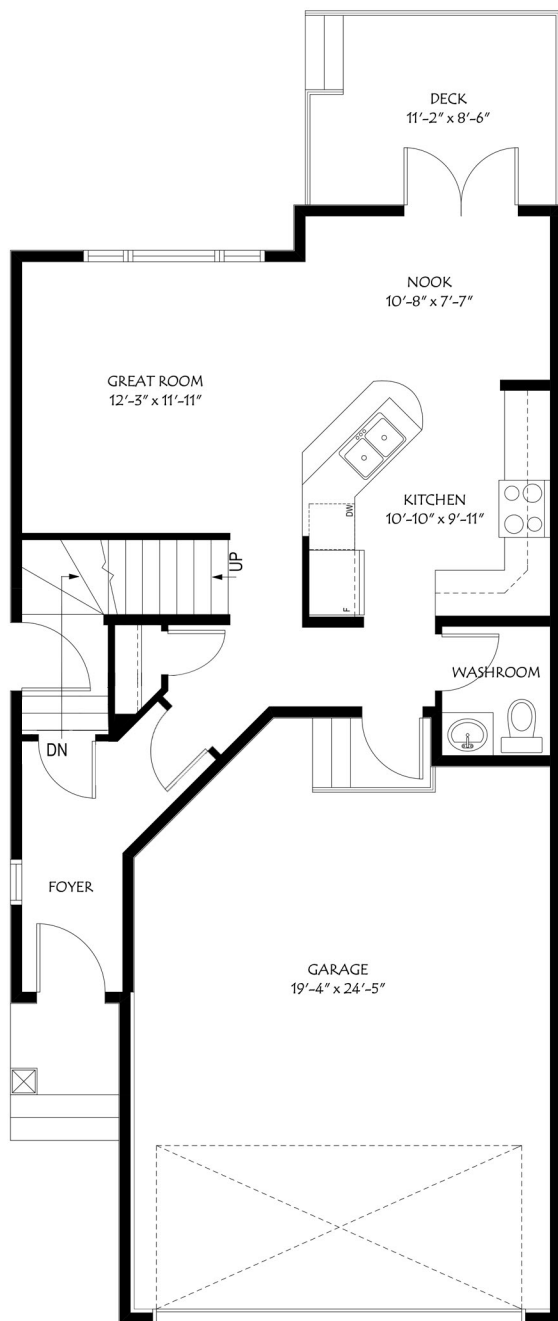 DECK
11'-2" x 8'-6"
NOOK
10'-8" x 7'-7"
GREAT ROOM
12'-3" x 11'-11"
KITCHEN
10'-10" x 9'-11"
DW
F
UP
WASHROOM
DN
FOYER
GARAGE
19'-4" x 24'-5"